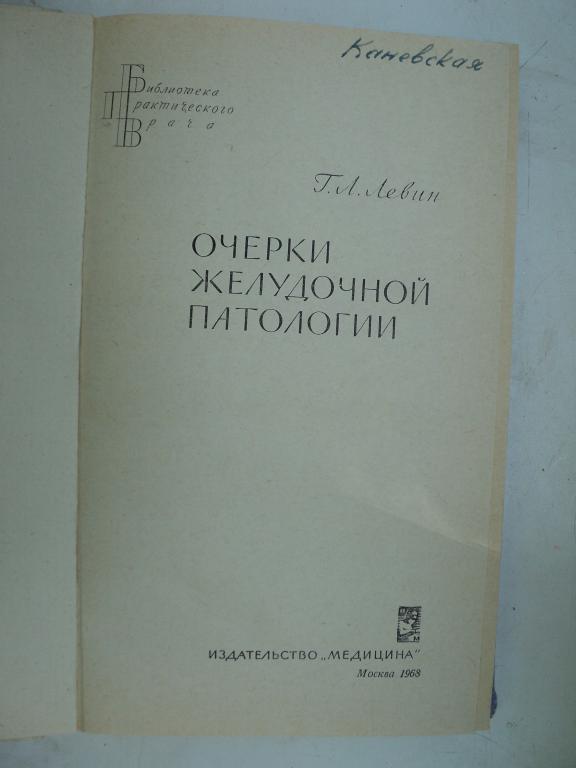 Каневская
Библиотека
Практического
Врача
Г. Л. Левин
ОЧЕРКИ
ЖЕЛУДОЧНОЙ
ПАТОЛОГИИ
ИЗДАТЕЛЬСТВО „МЕДИЦИНА"
Москва 1968